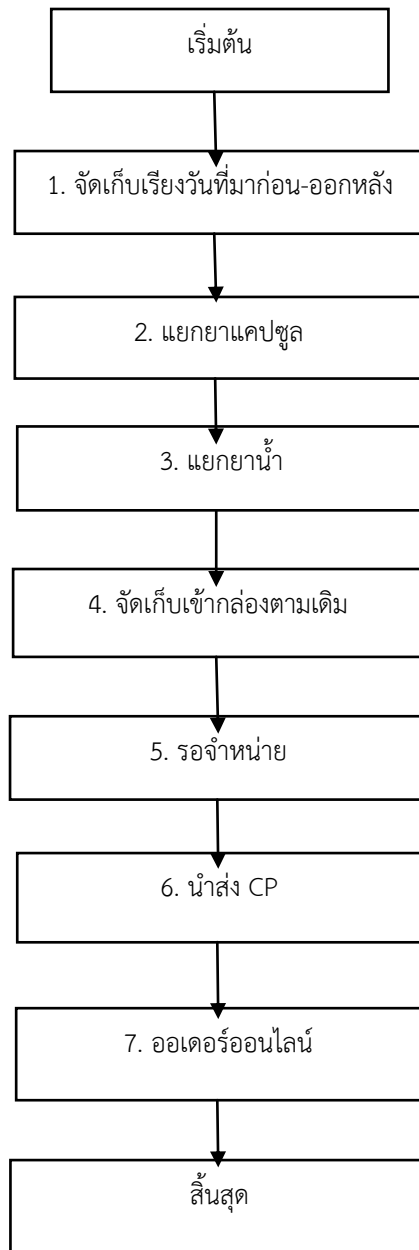 เริ่มต้น
1. จัดเก็บเรียงวันที่มาก่อน-ออกหลัง
2. แยกยาแคปซูล
3. แยกยาน้ำ
4. จัดเก็บเข้ากล่องตามเดิม
5. รอจำหน่าย
6. นำส่ง CP
7. ออเดอร์ออนไลน์
สิ้นสุด